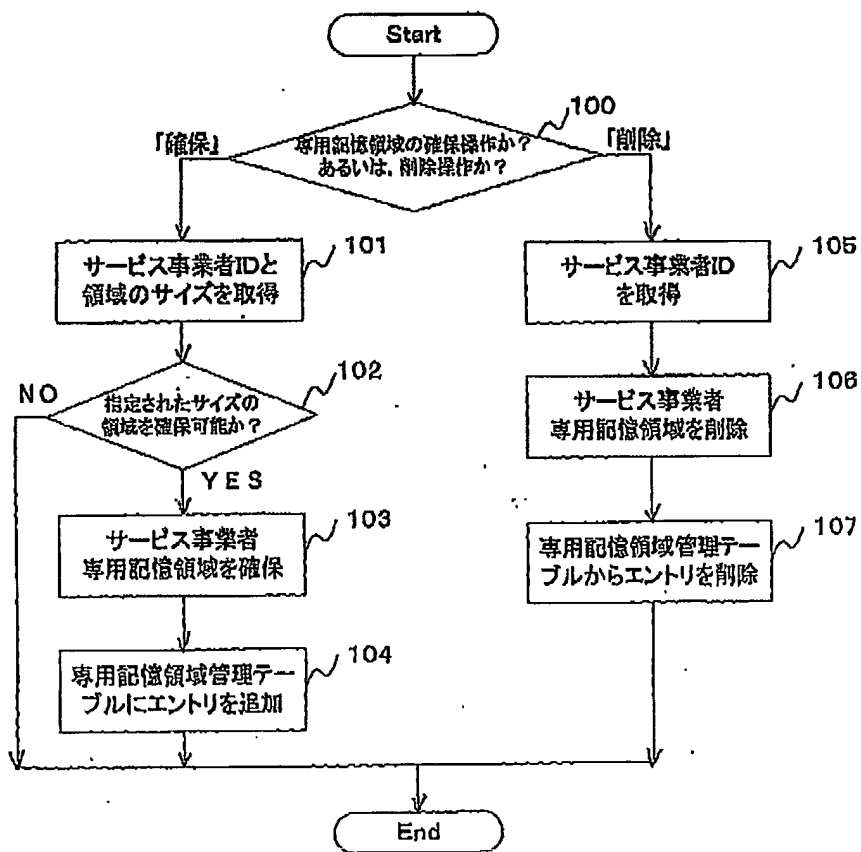 Start
100
専用記憶領域の確保操作か？
あるいは、削除操作か？
「確保」
「削除」
101
サービス事業者IDと
領域のサイズを取得
102
指定されたサイズの
領域を確保可能か？
NO
YES
103
サービス事業者
専用記憶領域を確保
104
専用記憶領域管理テー
ブルにエントリを追加
105
サービス事業者ID
を取得
106
サービス事業者
専用記憶領域を削除
107
専用記憶領域管理テー
ブルからエントリを削除
End